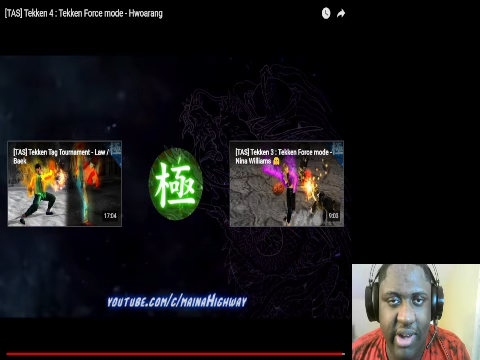 [TAS] Tekken 4 : Tekken Force mode - Hwoarang
[TAS] Tekken Tag Tournament - Law /
Baek
17:04
極
[TAS] Tekken 3 : Tekken Force mode -
Nina Williams 🤗
9:03
YOUTUBE.COM/C/MAINAHIGHWAY